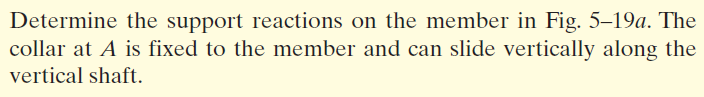 Determine the support reactions on the member in Fig. 5–19a. The
collar at A is fixed to the member and can slide vertically along the
vertical shaft.